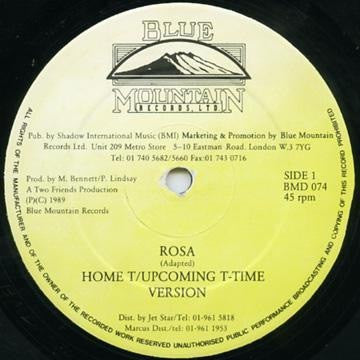 BLUE
MOUNTAIN
RECORDS, LTD.
Pub. by Shadow International Music (BMI) Marketing & Promotion by Blue Mountain
Records Ltd. Unit 209 Metro Store 5-10 Eastman Road. London W.3 7YG
Tel: 01 740 5682/5660 Fax:01 743 0716
Prod. by M. Bennett/P. Lindsay
A Two Friends Production
(P)(C) 1989
Blue Mountain Records
SIDE 1
BMD 074
45 rpm
ROSA
(Adapted)
HOME T/UPCOMING T-TIME
VERSION
Dist. by Jet Star/Tel: 01-961 5818
Marcus Dist./tel: 01-961 1953
ALL RIGHTS OF THE MANUFACTURER AND OF THE OWNER OF THE RECORDED WORK RESERVED UNAUTHORISED PUBLIC PERFORMANCE BROADCASTING AND COPYING OF THIS RECORD PROHIBITED